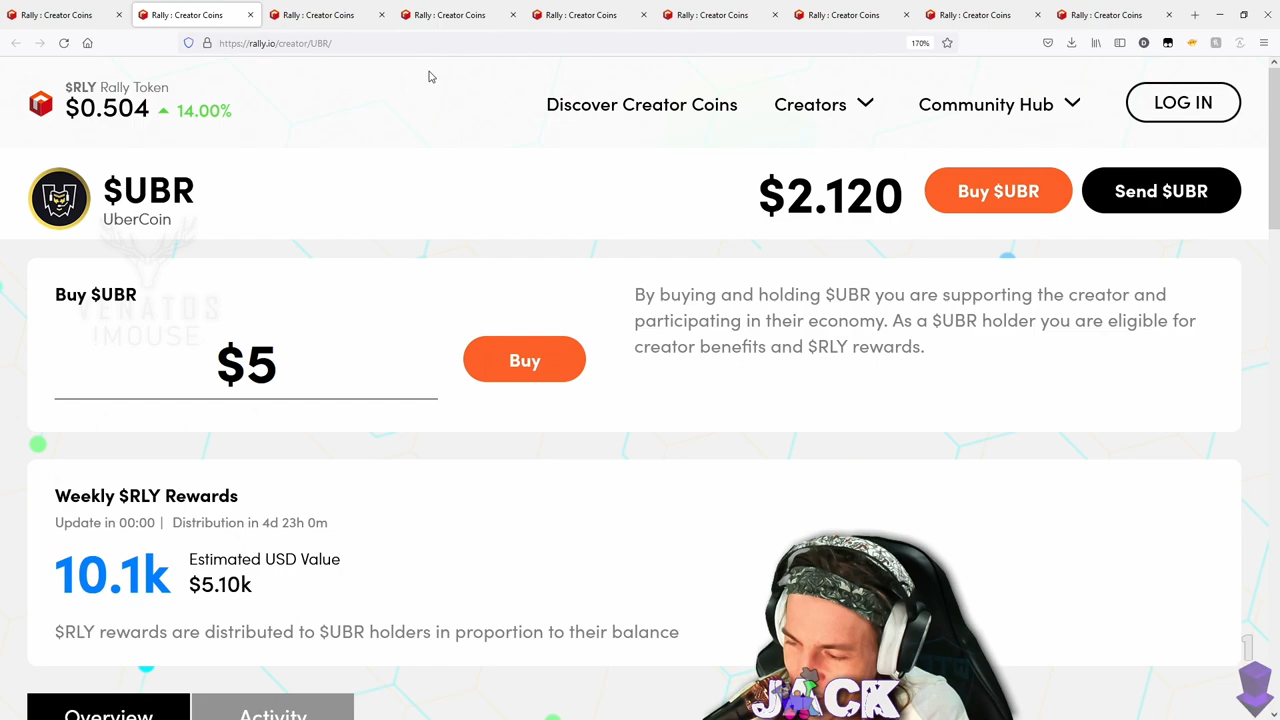 Rally : Creator Coins
Rally : Creator Coins
Rally : Creator Coins
Rally : Creator Coins
Rally : Creator Coins
Rally : Creator Coins
Rally : Creator Coins
Rally : Creator Coins
Rally : Creator Coins
https://rally.io/creator/UBR/
170%
$RLY Rally Token
$0.504 14.00%
Discover Creator Coins
Creators
Community Hub
LOG IN
$UBR
UberCoin
$2.120
Buy $UBR
Send $UBR
VENATOS
IMOUSE
Buy $UBR
$5
Buy
By buying and holding $UBR you are supporting the creator and
participating in their economy. As a $UBR holder you are eligible for
creator benefits and $RLY rewards.
Weekly $RLY Rewards
Update in 00:00 | Distribution in 4d 23h 0m
10.1k
Estimated USD Value
$5.10k
$RLY rewards are distributed to $UBR holders in proportion to their balance
Overview
Activity
JACK
1